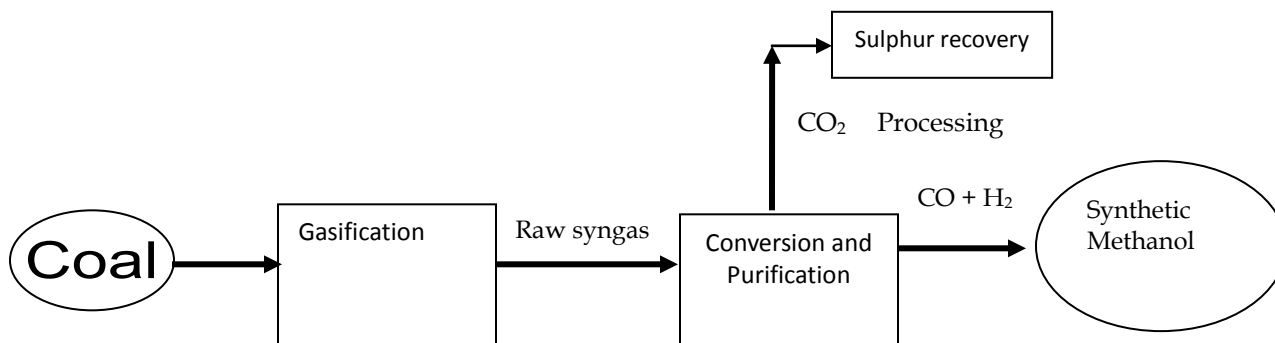 Sulphur recovery
CO₂ Processing
CO + H₂
Synthetic
Methanol
Coal
Gasification
Raw syngas
Conversion and
Purification